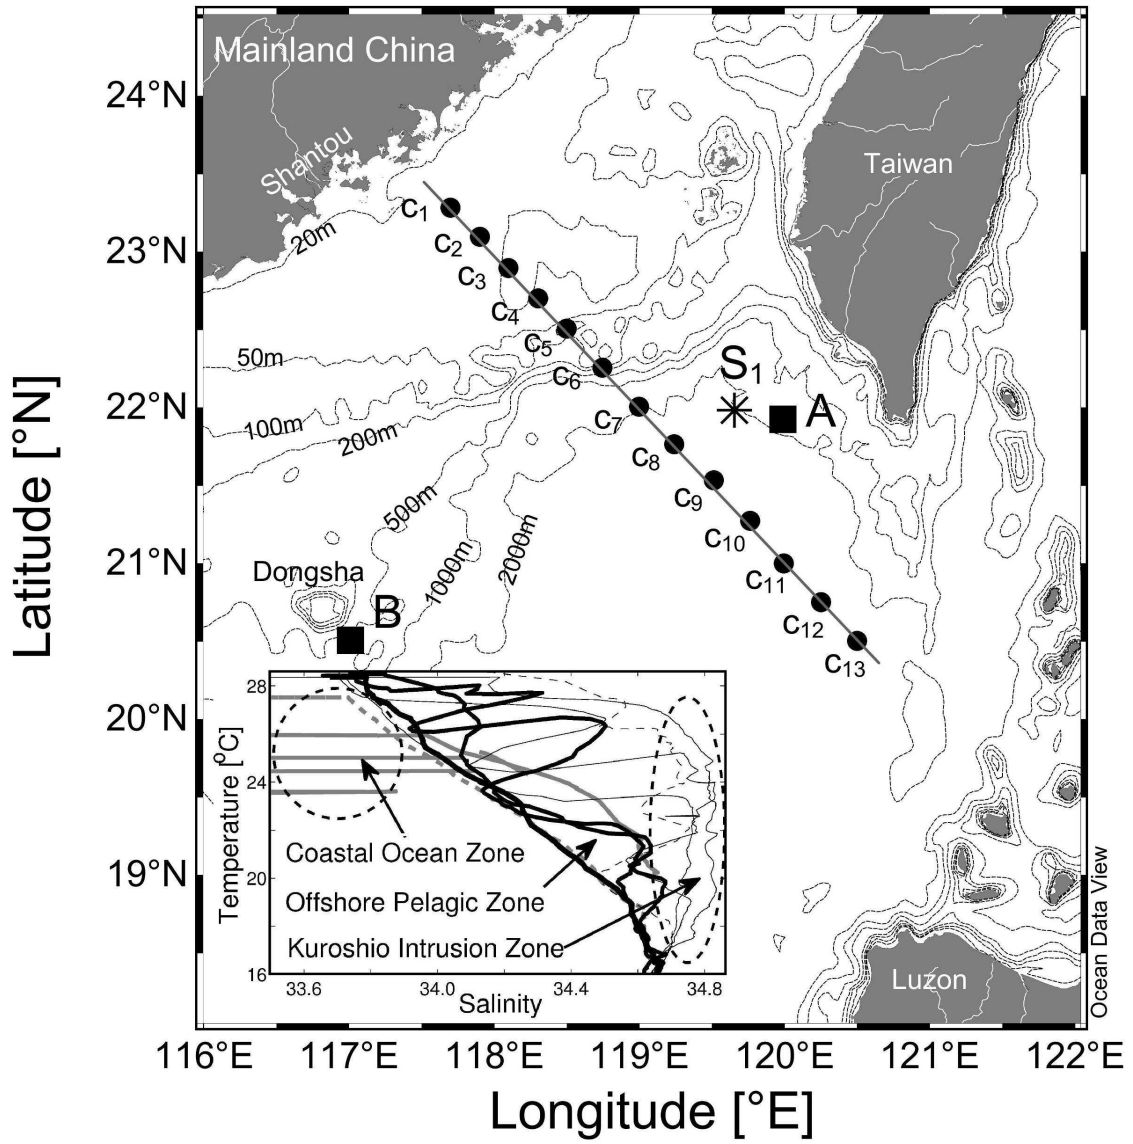 Mainland China
24°N
Shantou
Taiwan
C1
20m
23°N
C2
C3
C4
C5
50m
C6
S1
22°N
A
C7
100m
200m
C8
C9
500m
C10
2000m
21°N
1000m
C11
Dongsha
B
C12
C13
20°N
19°N
28
24
20
16
Temperature [°C]
Coastal Ocean Zone
Offshore Pelagic Zone
Kuroshio Intrusion Zone
33.6
34.0
34.4
34.8
Salinity
Luzon
Ocean Data View
Latitude [°N]
116°E
117°E
118°E
119°E
120°E
121°E
122°E
Longitude [°E]